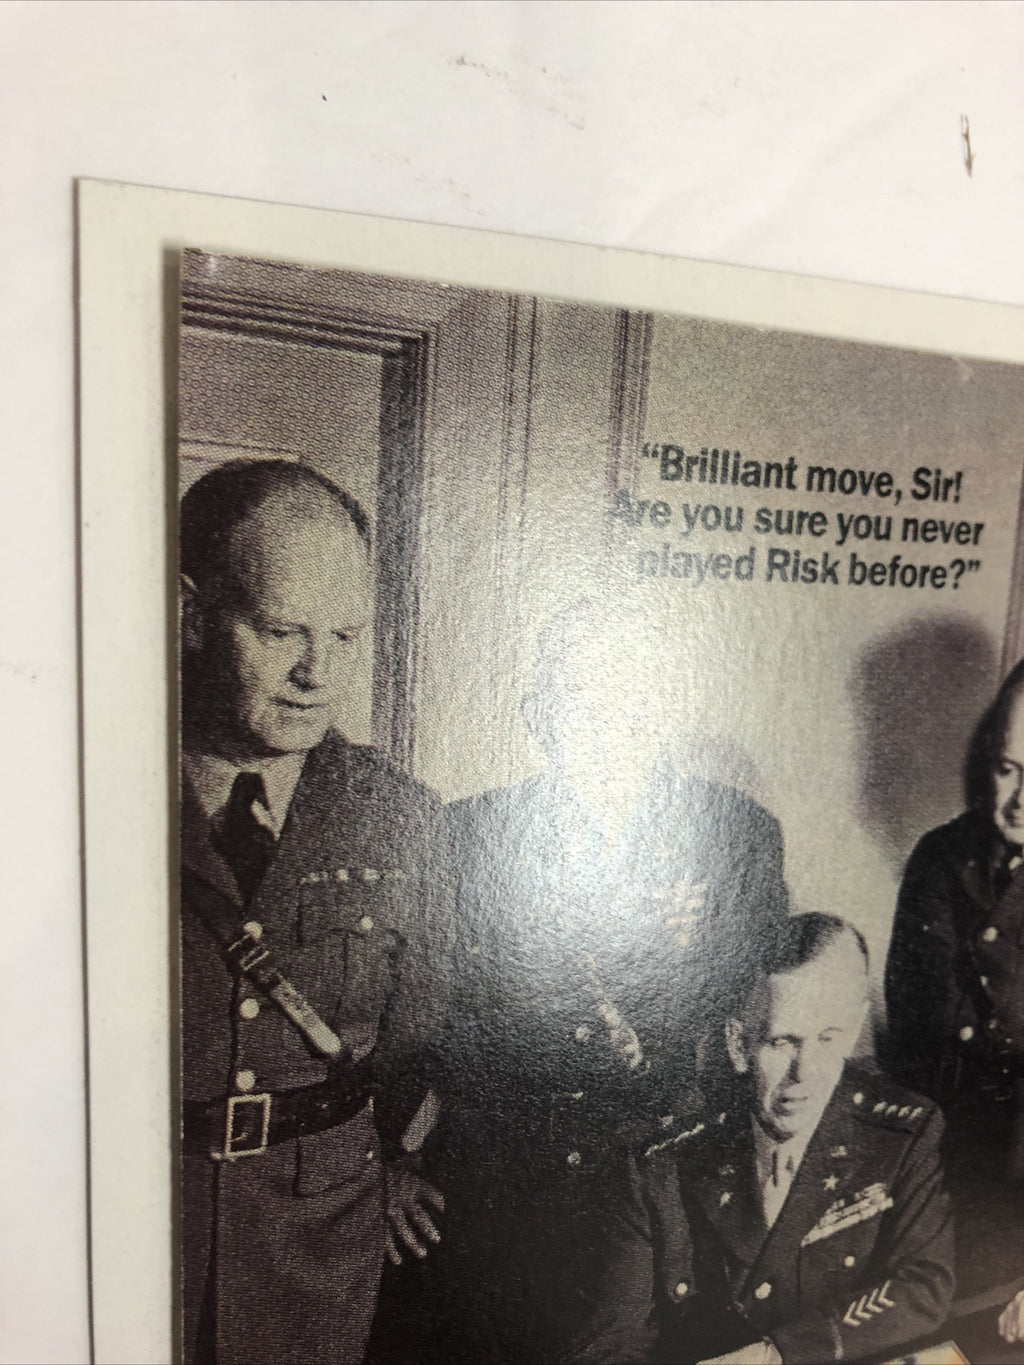 “Brilliant move, Sir!
Are you sure you never
played Risk before?”